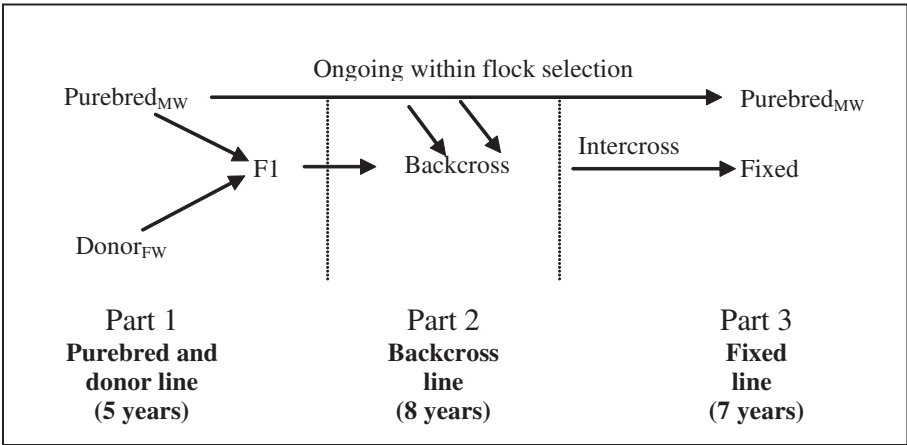 Ongoing within flock selection
PurebredMW
PurebredMW
Intercross
F1
Backcross
Fixed
DonorFW
Part 1
Purebred and
donor line
(5 years)
Part 2
Backcross
line
(8 years)
Part 3
Fixed
line
(7 years)